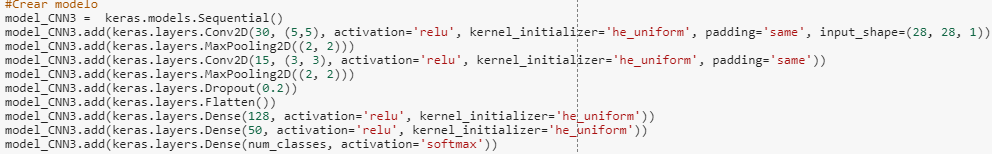 #Crear modelo
model_CNN3 =  keras.models.Sequential()
model_CNN3.add(keras.layers.Conv2D(30, (5,5), activation='relu', kernel_initializer='he_uniform', padding='same', input_shape=(28, 28, 1)))
model_CNN3.add(keras.layers.MaxPooling2D((2, 2)))
model_CNN3.add(keras.layers.Conv2D(15, (3, 3), activation='relu', kernel_initializer='he_uniform', padding='same'))
model_CNN3.add(keras.layers.MaxPooling2D((2, 2)))
model_CNN3.add(keras.layers.Dropout(0.2))
model_CNN3.add(keras.layers.Flatten())
model_CNN3.add(keras.layers.Dense(128, activation='relu', kernel_initializer='he_uniform'))
model_CNN3.add(keras.layers.Dense(50, activation='relu', kernel_initializer='he_uniform'))
model_CNN3.add(keras.layers.Dense(num_classes, activation='softmax'))